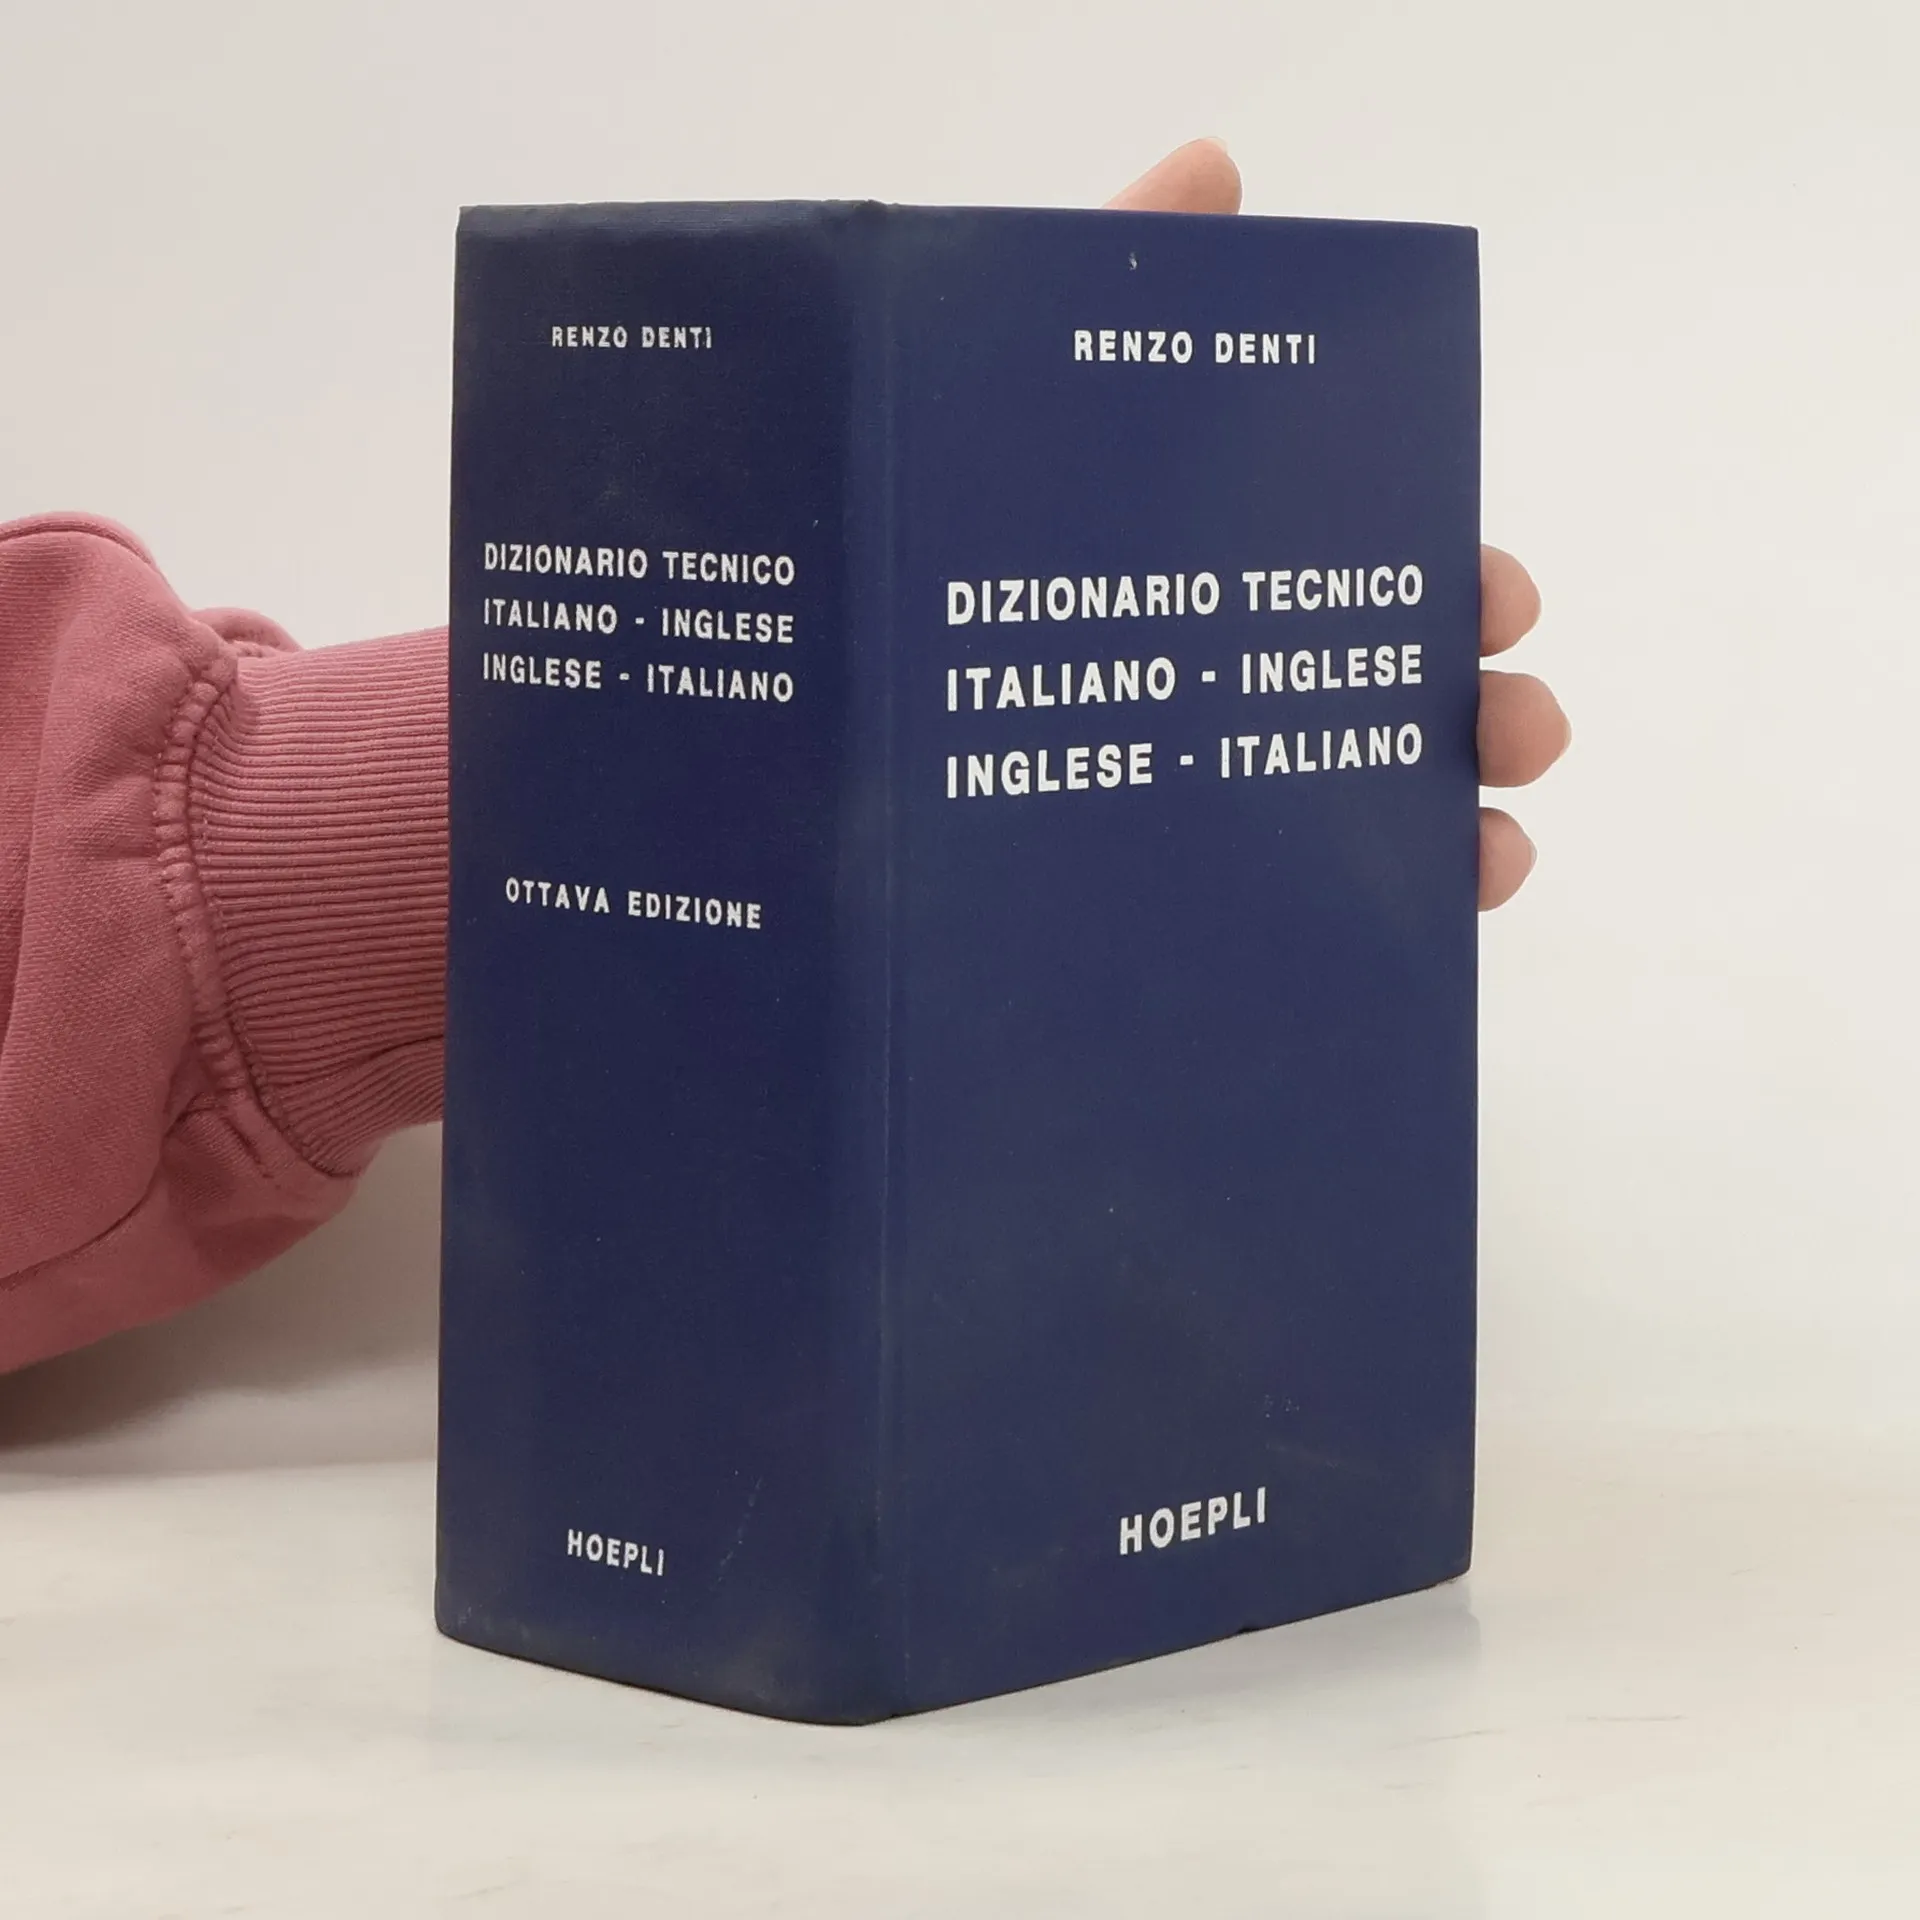 RENZO DENTI
DIZIONARIO TECNICO
ITALIANO - INGLESE
INGLESE - ITALIANO
OTTAVA EDIZIONE
HOEPLI
RENZO DENTI
DIZIONARIO TECNICO
ITALIANO - INGLESE
INGLESE - ITALIANO
HOEPLI